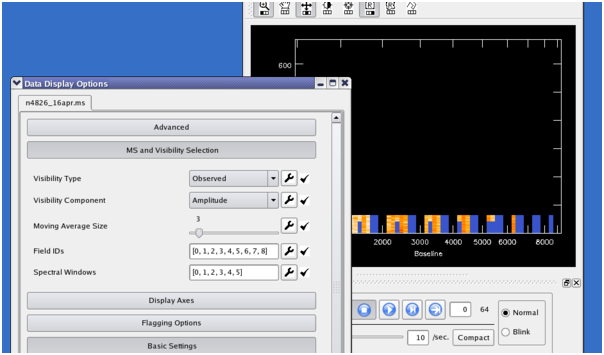 600
Data Display Options
n4826_16apr.ms
Advanced
MS and Visibility Selection
Visibility Type
Observed
Visibility Component
Amplitude
Moving Average Size
3
Field IDs
[0, 1, 2, 3, 4, 5, 6, 7, 8]
Spectral Windows
[0, 1, 2, 3, 4, 5]
Display Axes
Flagging Options
Basic Settings
2000 3000 4000 5000 6000 8000
Baseline
0 64
Normal
Blink
10 /sec. Compact